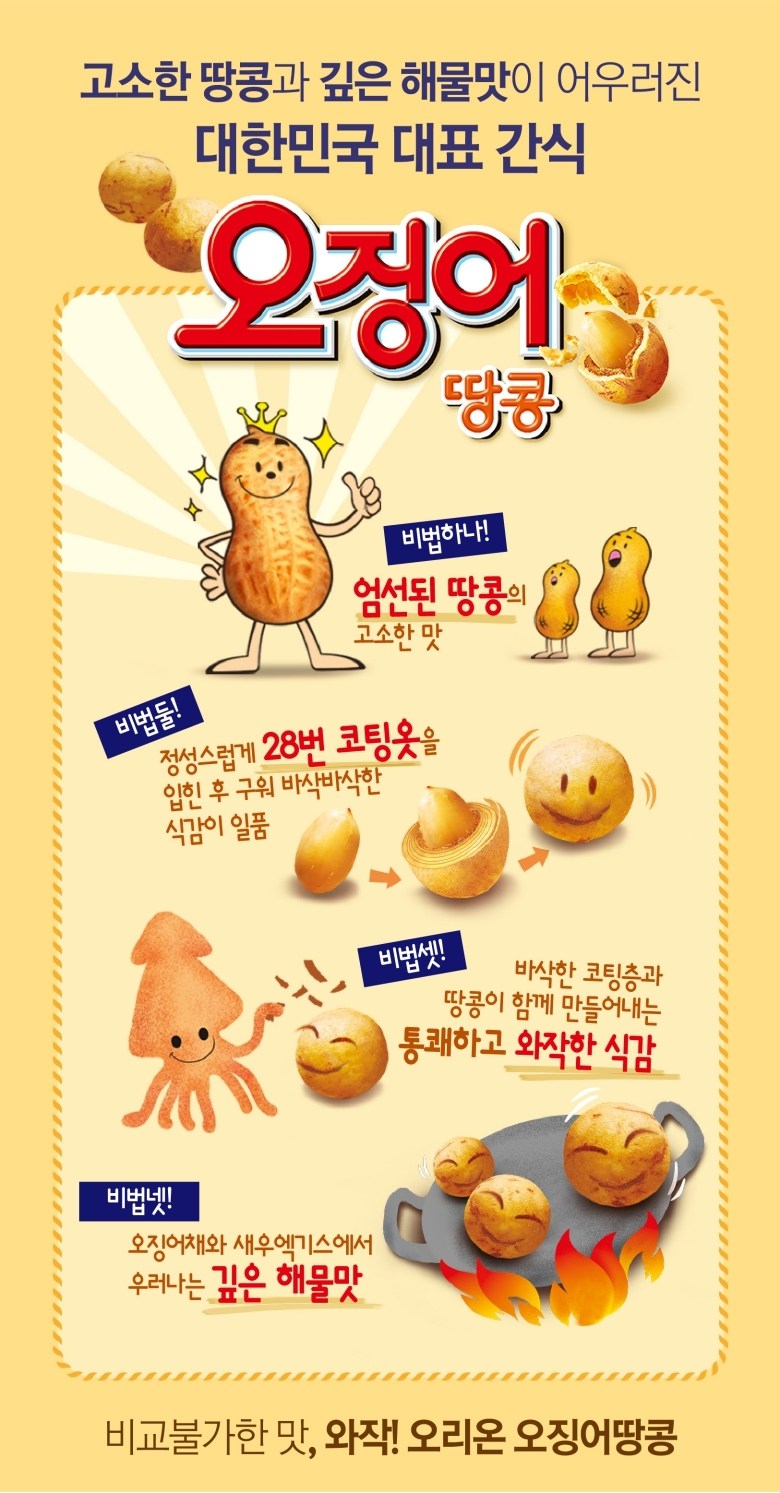 고소한 땅콩과 깊은 해물맛이 어우러진
대한민국 대표 간식
오징어
땅콩
비법하나!
엄선된 땅콩의
고소한 맛
비법둘!
정성스럽게 28번 코팅옷을
입힌 후 구워 바삭바삭한
식감이 일품
비법셋!
바삭한 코팅층과
땅콩이 함께 만들어내는
통쾌하고 와작한 식감
비법넷!
오징어채와 새우엑기스에서
우러나는 깊은 해물맛
비교불가한 맛, 와작! 오리온 오징어땅콩